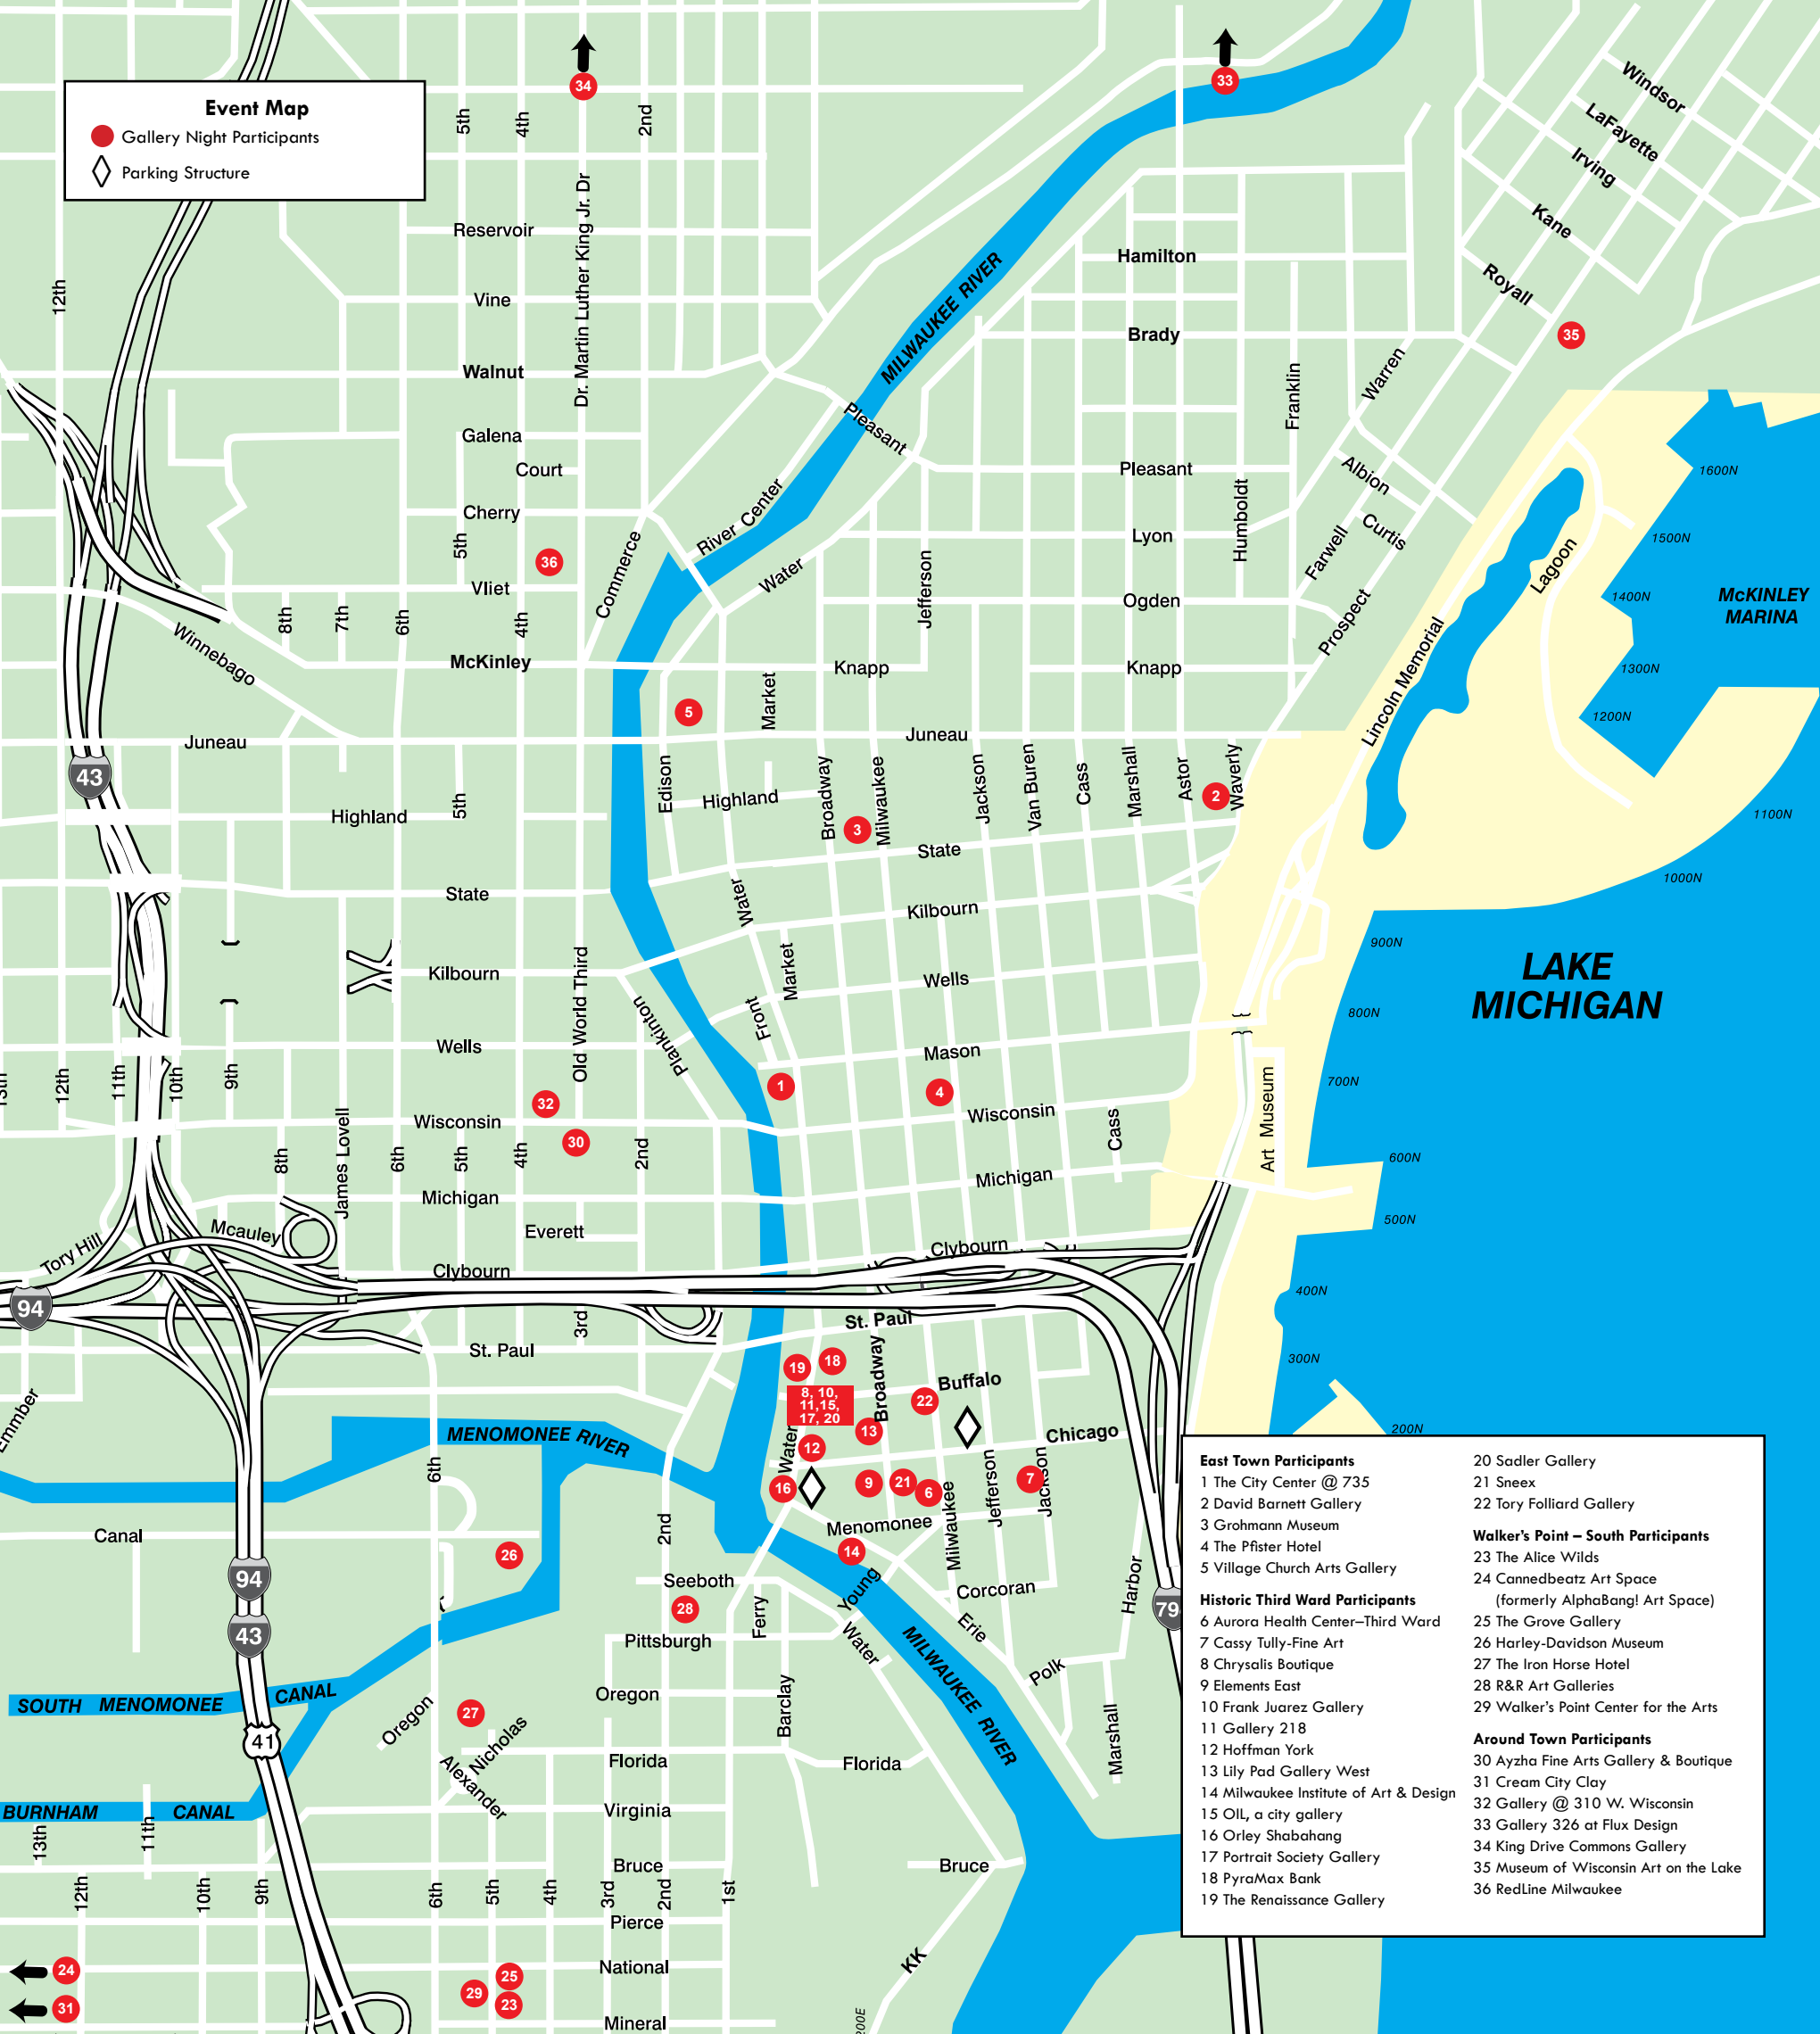 Event Map
Gallery Night Participants
Parking Structure
34
33
5th
4th
2nd
Dr. Martin Luther King Jr. Dr
12th
Reservoir
Vine
Walnut
Galena
Court
Cherry
5th
36
Vliet
8th
7th
6th
4th
McKinley
Winnebago
Commerce
River Center
MILWAUKEE RIVER
Pleasant
Water
Windsor
LaFayette
Irving
Kane
Royall
35
Hamilton
Brady
Franklin
Warren
Pleasant
Albion
Curtis
Humboldt
Lyon
Farwell
Jefferson
Ogden
Prospect
Knapp
Knapp
Lincoln Memorial
Lagoon
1600N
1500N
1400N
McKINLEY
MARINA
1300N
1200N
1100N
1000N
900N
800N
700N
600N
500N
400N
300N
200N
LAKE
MICHIGAN
5
Market
Juneau
Juneau
43
Edison
Highland
Broadway
3
Milwaukee
Jackson
Van Buren
Cass
Marshall
Astor
2
Waverly
Highland
5th
State
State
Water
Kilbourn
Kilbourn
Market
Wells
Front
Plankinton
Old World Third
Wells
Mason
13th
12th
11th
10th
9th
1
4
32
Wisconsin
Wisconsin
30
Cass
Art Museum
8th
James Lovell
6th
5th
4th
2nd
Michigan
Michigan
Mcauley
Tory Hill
Everett
Clybourn
Clybourn
94
3rd
St. Paul
St. Paul
19
18
Broadway
Buffalo
22
8, 10,
11,15,
17, 20
13
Emmber
MENOMONEE RIVER
Water
12
Chicago
6th
16
9
21
6
7
Milwaukee
Jefferson
Jackson
Canal
26
2nd
Menomonee
14
94
43
Seeboth
28
Ferry
Young
Corcoran
Harbor
79
Pittsburgh
Water
Erie
MILWAUKEE RIVER
Polk
SOUTH MENOMONEE CANAL
Oregon
27
Oregon
Barclay
Marshall
41
Nicholas
Alexander
Florida
Florida
BURNHAM CANAL
Virginia
13th
11th
Bruce
Bruce
12th
10th
9th
6th
5th
4th
3rd
2nd
1st
Pierce
24
31
25
29
23
National
KK
Mineral
200E
East Town Participants
1 The City Center @ 735
2 David Barnett Gallery
3 Grohmann Museum
4 The Pfister Hotel
5 Village Church Arts Gallery
Historic Third Ward Participants
6 Aurora Health Center–Third Ward
7 Cassy Tully-Fine Art
8 Chrysalis Boutique
9 Elements East
10 Frank Juarez Gallery
11 Gallery 218
12 Hoffman York
13 Lily Pad Gallery West
14 Milwaukee Institute of Art & Design
15 OIL, a city gallery
16 Orley Shabahang
17 Portrait Society Gallery
18 PyraMax Bank
19 The Renaissance Gallery
20 Sadler Gallery
21 Sneex
22 Tory Folliard Gallery
Walker's Point – South Participants
23 The Alice Wilds
24 Cannedbeatz Art Space
(formerly AlphaBang! Art Space)
25 The Grove Gallery
26 Harley-Davidson Museum
27 The Iron Horse Hotel
28 R&R Art Galleries
29 Walker's Point Center for the Arts
Around Town Participants
30 Ayzha Fine Arts Gallery & Boutique
31 Cream City Clay
32 Gallery @ 310 W. Wisconsin
33 Gallery 326 at Flux Design
34 King Drive Commons Gallery
35 Museum of Wisconsin Art on the Lake
36 RedLine Milwaukee